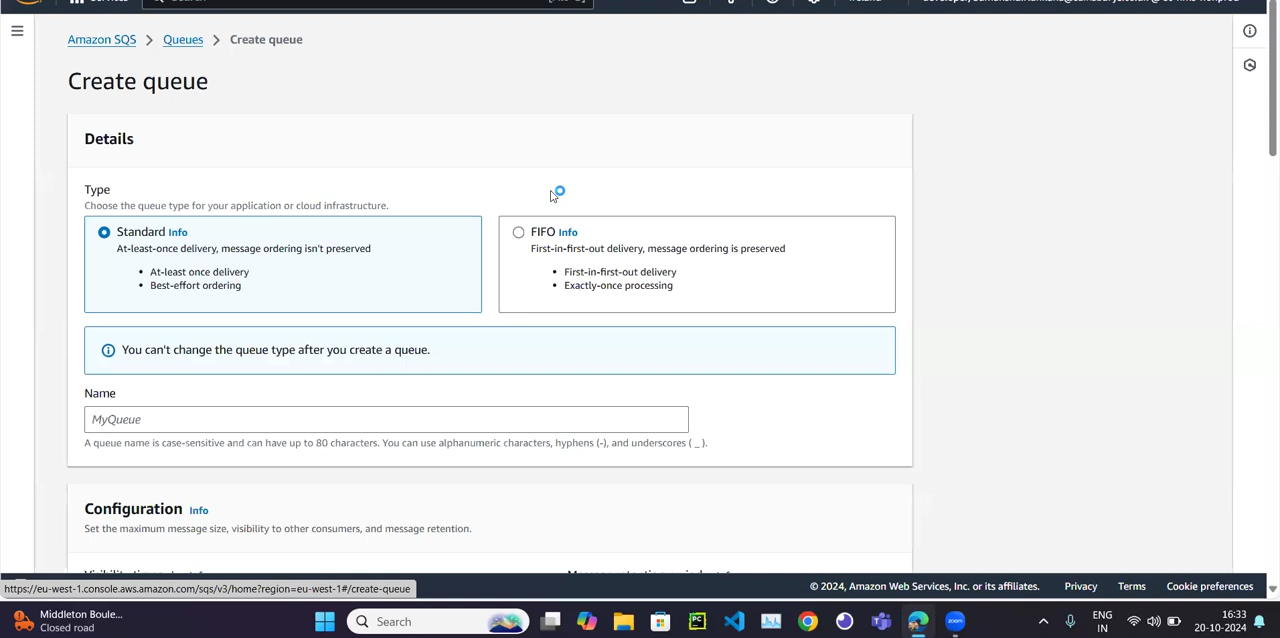 Amazon SQS > Queues > Create queue
Create queue
Details
Type
Choose the queue type for your application or cloud infrastructure.
Standard Info
At-least-once delivery, message ordering isn't preserved
• At-least once delivery
• Best-effort ordering
FIFO Info
First-in-first-out delivery, message ordering is preserved
• First-in-first-out delivery
• Exactly-once processing
You can't change the queue type after you create a queue.
Name
MyQueue
A queue name is case-sensitive and can have up to 80 characters. You can use alphanumeric characters, hyphens (-), and underscores ( _ ).
Configuration Info
Set the maximum message size, visibility to other consumers, and message retention.
https://eu-west-1.console.aws.amazon.com/sqs/v3/home?region=eu-west-1#/create-queue
© 2024, Amazon Web Services, Inc. or its affiliates. Privacy Terms Cookie preferences
Middleton Boule...
Closed road
Search
PC
zoom
ENG
IN
16:33
20-10-2024